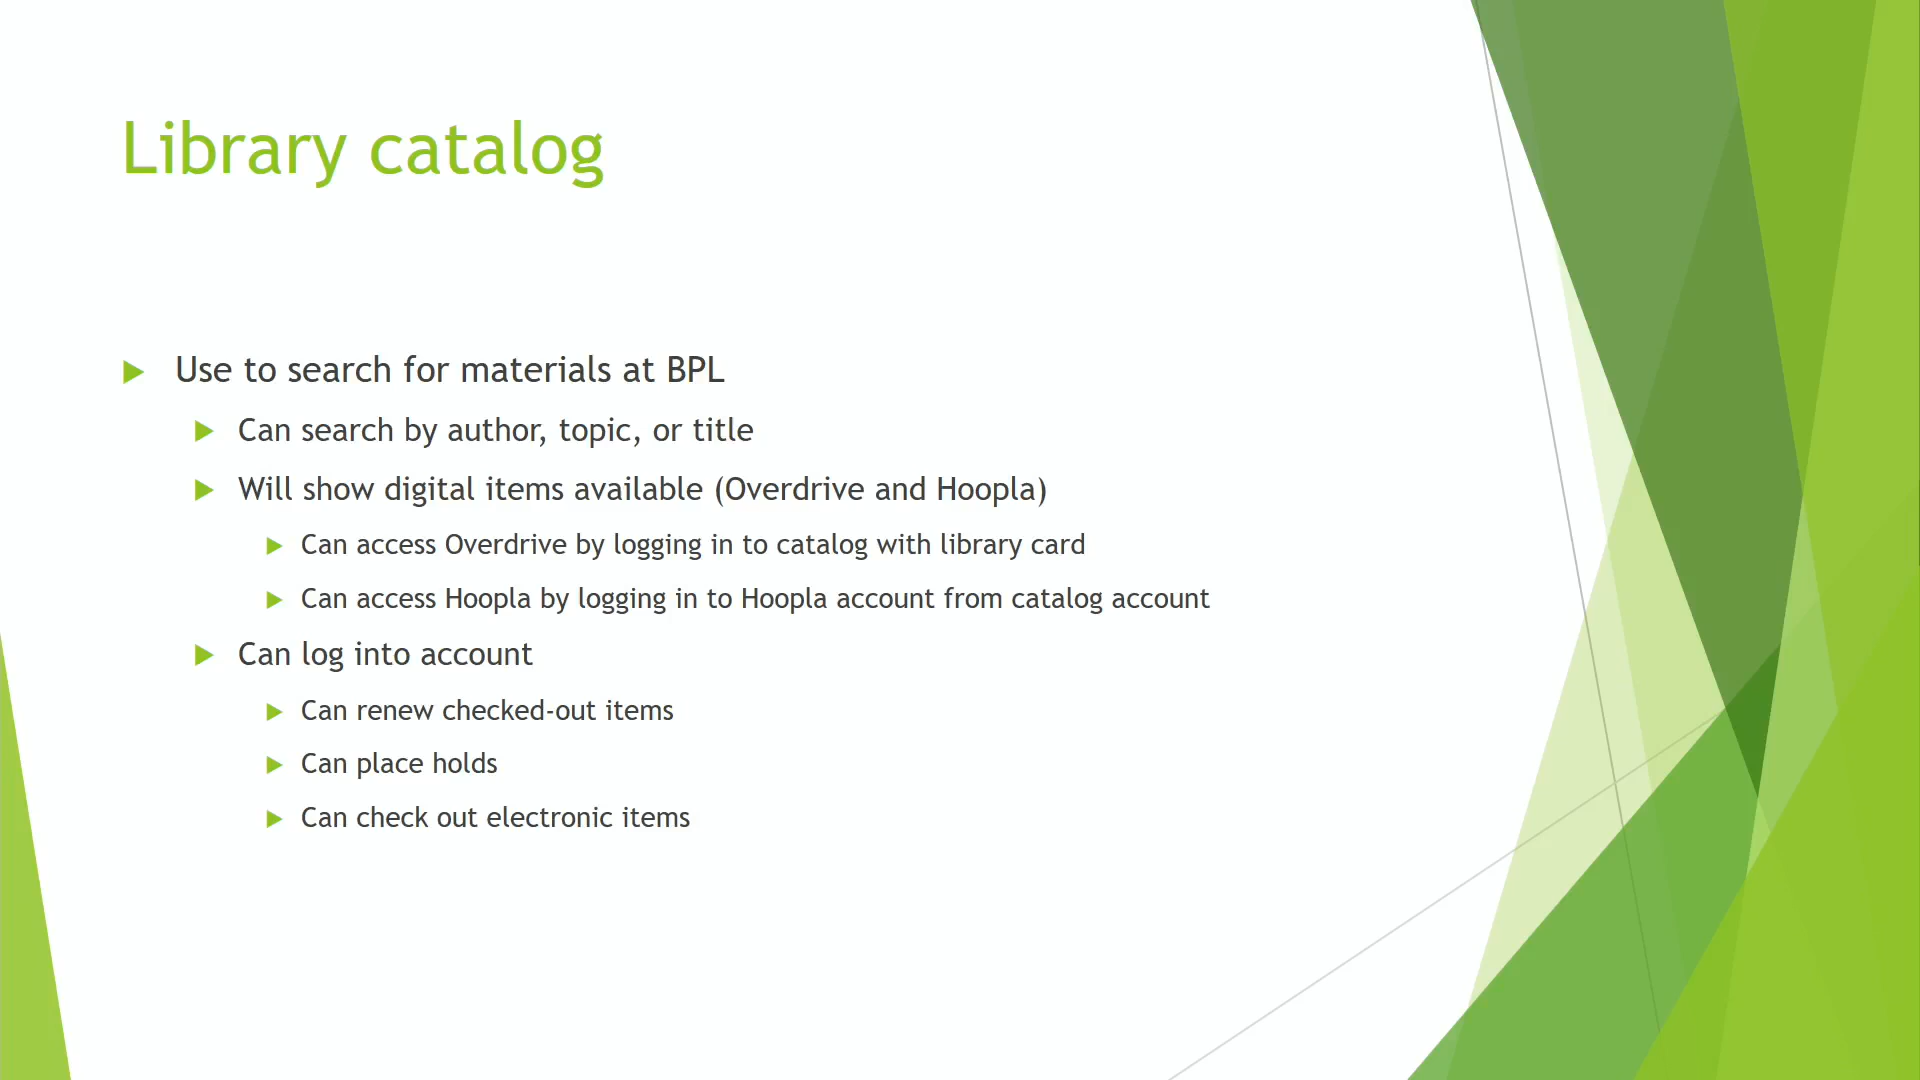 Library catalog
Use to search for materials at BPL
Can search by author, topic, or title
Will show digital items available (Overdrive and Hoopla)
Can access Overdrive by logging in to catalog with library card
Can access Hoopla by logging in to Hoopla account from catalog account
Can log into account
Can renew checked-out items
Can place holds
Can check out electronic items